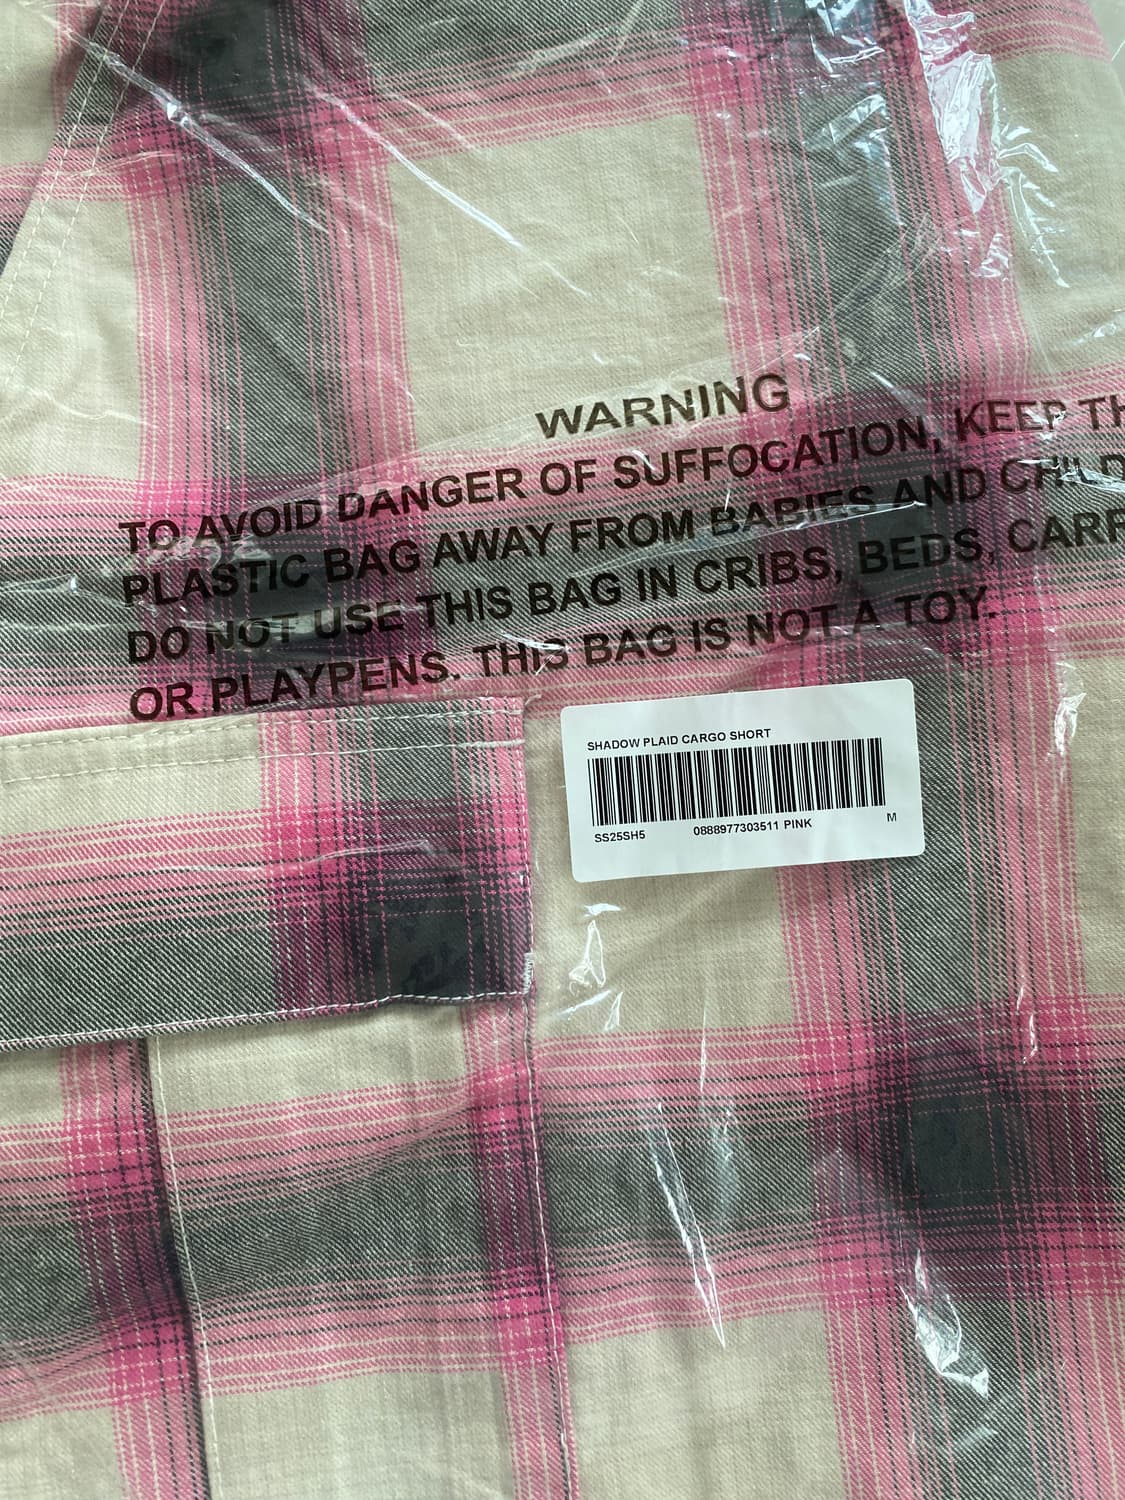 WARNING
TO AVOID DANGER OF SUFFOCATION, KEEP TH
PLASTIC BAG AWAY FROM BABIES AND CHILD
DO NOT USE THIS BAG IN CRIBS, BEDS, CARR
OR PLAYPENS. THIS BAG IS NOT A TOY.
SHADOW PLAID CARGO SHORT
SS25SH5 0888977303511 PINK M